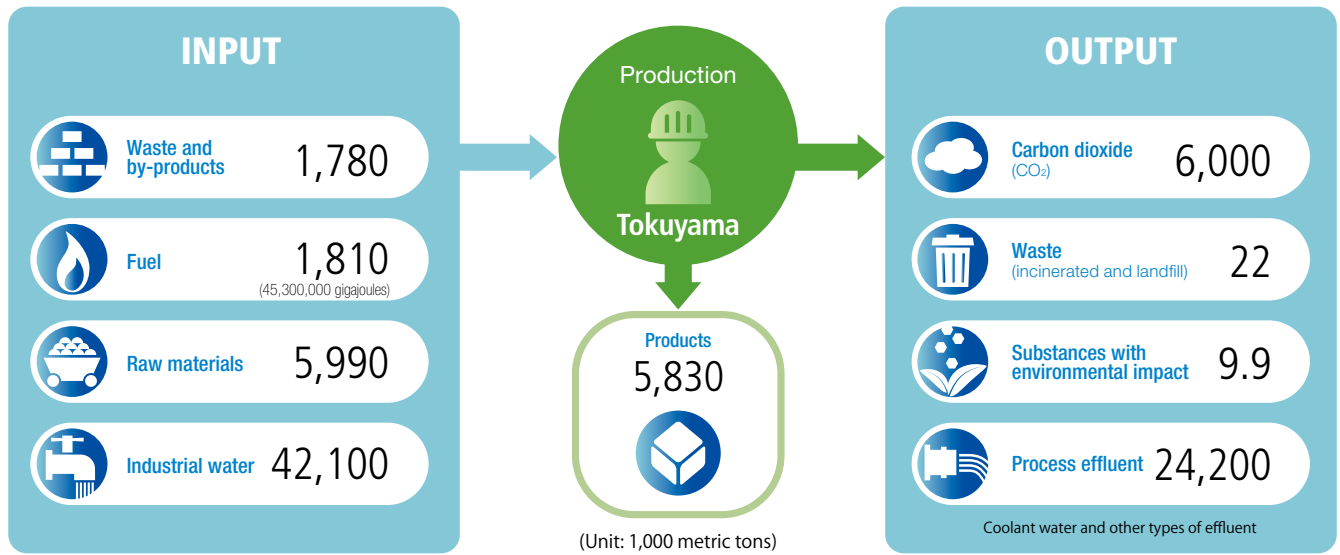 INPUT
Waste and
by-products
1,780
Fuel
1,810
(45,300,000 gigajoules)
Raw materials
5,990
Industrial water
42,100
Production
Tokuyama
Products
5,830
(Unit: 1,000 metric tons)
OUTPUT
Carbon dioxide
(CO₂)
6,000
Waste
(incinerated and landfill)
22
Substances with
environmental impact
9.9
Process effluent
24,200
Coolant water and other types of effluent